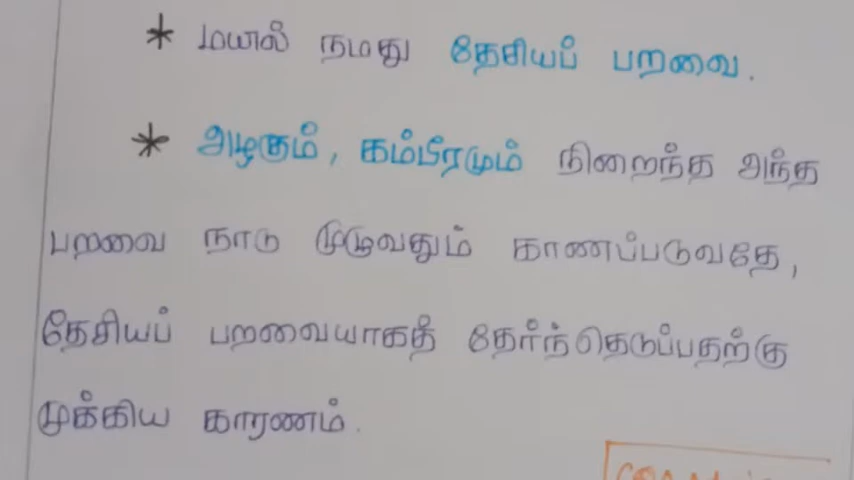 * மயில் நமது தேசியப் பறவை.
* அழகும், கம்பீரமும் நிறைந்த அந்த
பறவை நாடு முழுவதும் காணப்படுவதே,
தேசியப் பறவையாகத் தேர்ந்தெடுப்பதற்கு
முக்கிய காரணம்.